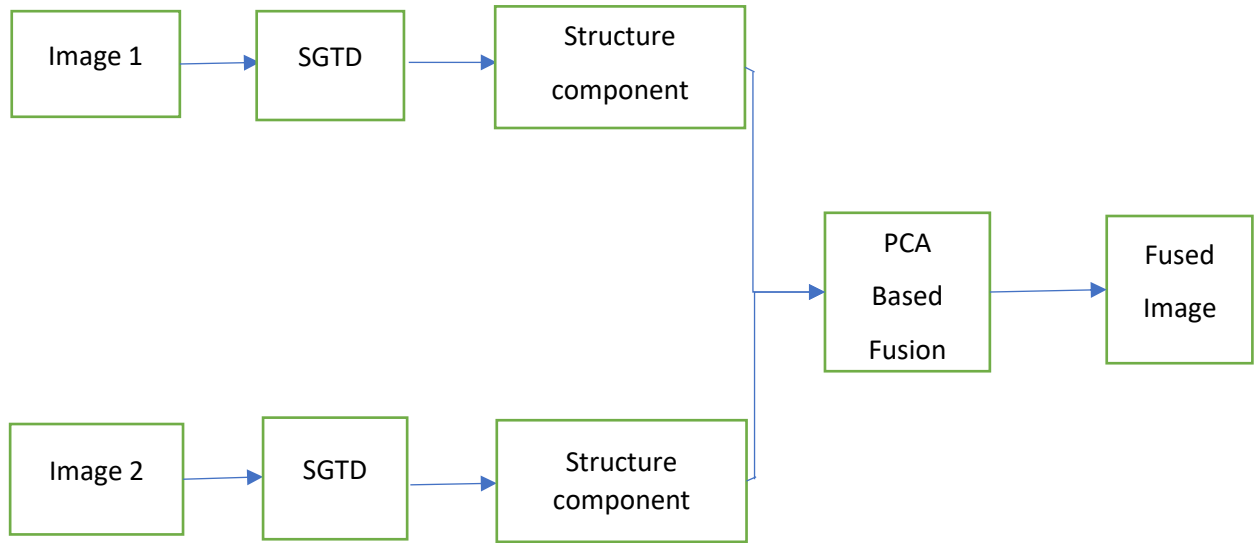 Image 1
SGTD
Structure
component
PCA
Based
Fusion
Fused
Image
Image 2
SGTD
Structure
component